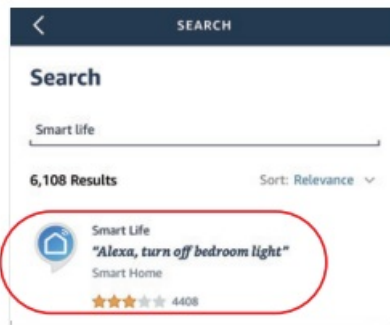 SEARCH
Search
Smart life
6,108 Results Sort: Relevance
Smart Life
"Alexa, turn off bedroom light"
Smart Home
4408